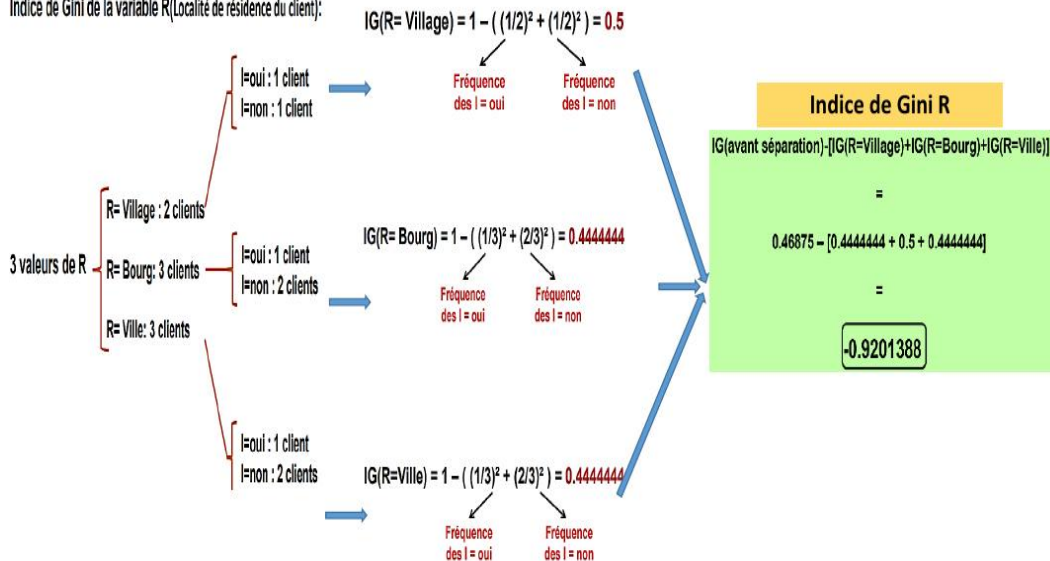 Indice de Gini de la variable R(Localité de résidence du client):
IG(R= Village) = 1 – ( (1/2)² + (1/2)² ) = 0.5
Fréquence
des I = oui
Fréquence
des I = non
I=oui : 1 client
I=non : 1 client
3 valeurs de R
R= Village : 2 clients
R= Bourg: 3 clients
R= Ville: 3 clients
I=oui : 1 client
I=non : 2 clients
IG(R= Bourg) = 1 – ( (1/3)² + (2/3)² ) = 0.4444444
Fréquence
des I = oui
Fréquence
des I = non
I=oui : 1 client
I=non : 2 clients
IG(R=Ville) = 1 – ( (1/3)² + (2/3)² ) = 0.4444444
Fréquence
des I = oui
Fréquence
des I = non
Indice de Gini R
IG(avant séparation)-[IG(R=Village)+IG(R=Bourg)+IG(R=Ville)]
=
0.46875 – [0.4444444 + 0.5 + 0.4444444]
=
-0.9201388